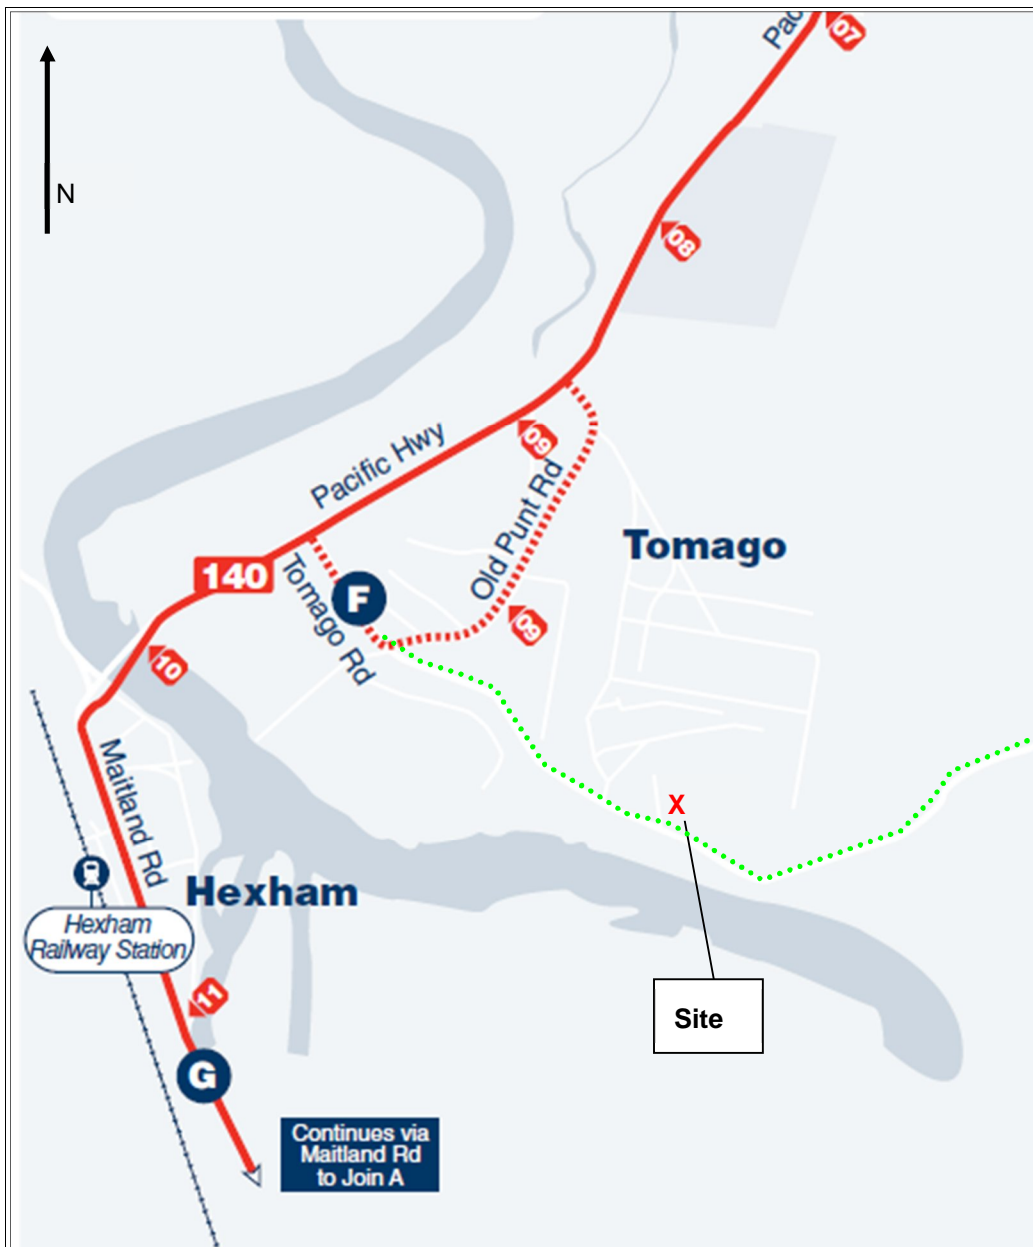 Pac
07
N
08
Pacific Hwy
09
Old Punt Rd
Tomago
140
F
Tomago Rd
09
10
Maitland Rd
X
Hexham
Hexham
Railway Station
11
Site
G
Continues via
Maitland Rd
to Join A